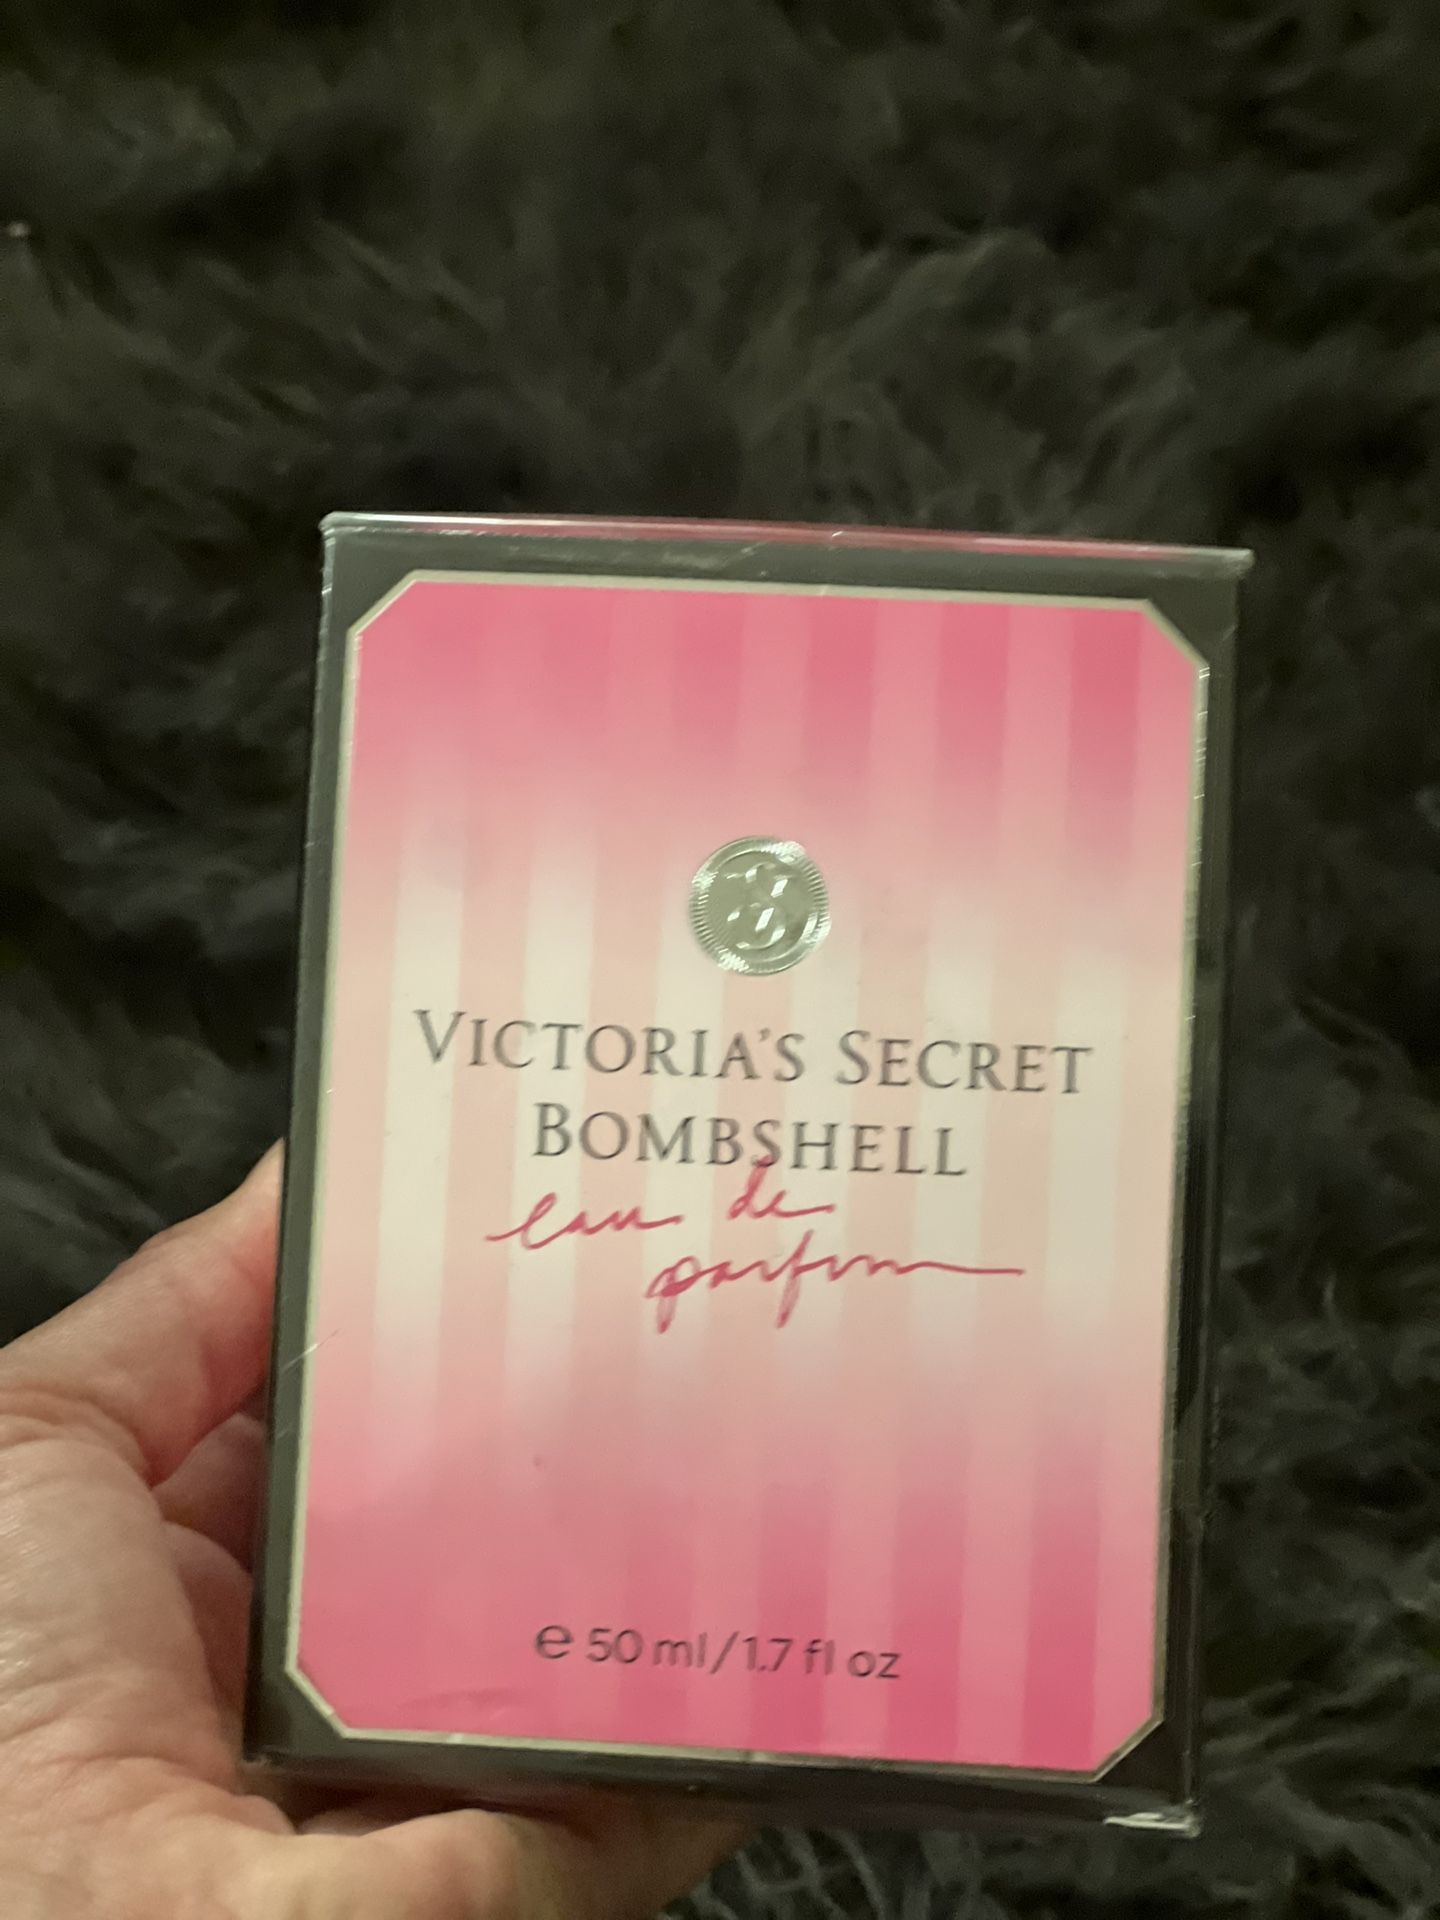 VICTORIA'S SECRET
BOMBSHELL
eau de
parfum
e 50 ml/1.7 fl oz